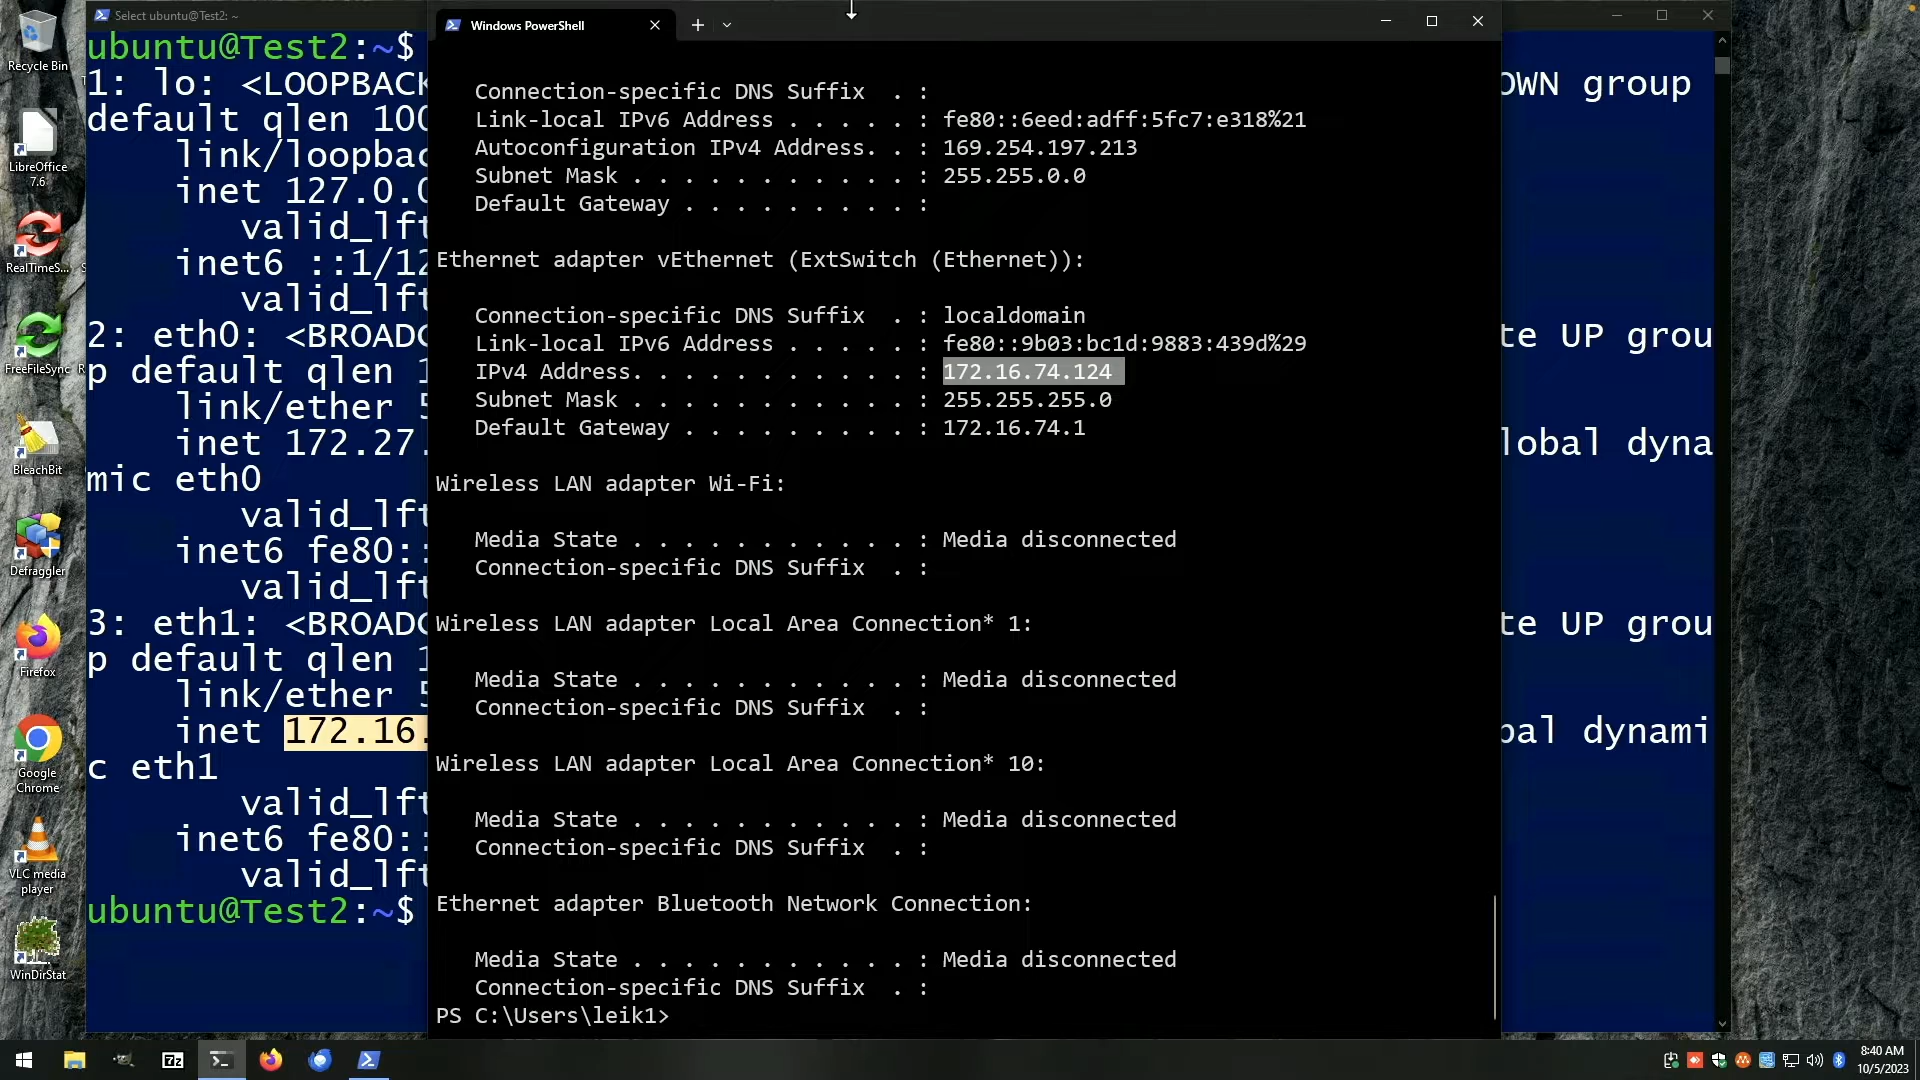 Recycle Bin
LibreOffice
7.6
RealTimeS...
FreeFileSync
BleachBit
Defraggler
Firefox
Google
Chrome
VLC media
player
WinDirStat
Select ubuntu@Test2: ~
ubuntu@Test2:~$
1: lo: <LOOPBACK
OWN group
default qlen 100
link/loopbac
inet 127.0.0
valid_lft
inet6 ::1/12
valid_lft
2: eth0: <BROADC
te UP grou
p default qlen 1
link/ether 5
inet 172.27.
lobal dyna
mic eth0
valid_lft
inet6 fe80::
valid_lft
3: eth1: <BROADC
te UP grou
p default qlen 1
link/ether 5
inet 172.16.
bal dynami
c eth1
valid_lft
inet6 fe80::
valid_lft
ubuntu@Test2:~$
Windows PowerShell
Connection-specific DNS Suffix  . :
Link-local IPv6 Address . . . . . : fe80::6eed:adff:5fc7:e318%21
Autoconfiguration IPv4 Address. . : 169.254.197.213
Subnet Mask . . . . . . . . . . . : 255.255.0.0
Default Gateway . . . . . . . . . :
Ethernet adapter vEthernet (ExtSwitch (Ethernet)):
Connection-specific DNS Suffix  . : localdomain
Link-local IPv6 Address . . . . . : fe80::9b03:bc1d:9883:439d%29
IPv4 Address. . . . . . . . . . . : 172.16.74.124
Subnet Mask . . . . . . . . . . . : 255.255.255.0
Default Gateway . . . . . . . . . : 172.16.74.1
Wireless LAN adapter Wi-Fi:
Media State . . . . . . . . . . . : Media disconnected
Connection-specific DNS Suffix  . :
Wireless LAN adapter Local Area Connection* 1:
Media State . . . . . . . . . . . : Media disconnected
Connection-specific DNS Suffix  . :
Wireless LAN adapter Local Area Connection* 10:
Media State . . . . . . . . . . . : Media disconnected
Connection-specific DNS Suffix  . :
Ethernet adapter Bluetooth Network Connection:
Media State . . . . . . . . . . . : Media disconnected
Connection-specific DNS Suffix  . :
PS C:\Users\leik1>
7z
8:40 AM
10/5/2023